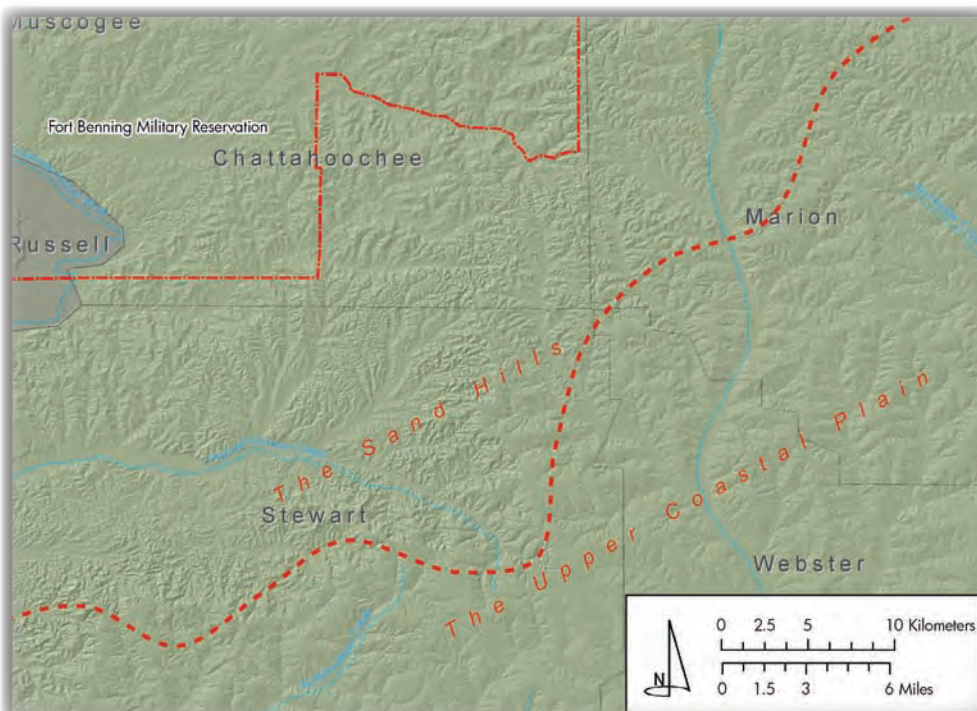 Muscogee
Fort Benning Military Reservation
Chattahoochee
Marion
Russell
The Sand Hills
The Upper Coastal Plain
Stewart
Webster
N
0 2.5 5 10 Kilometers
0 1.5 3 6 Miles